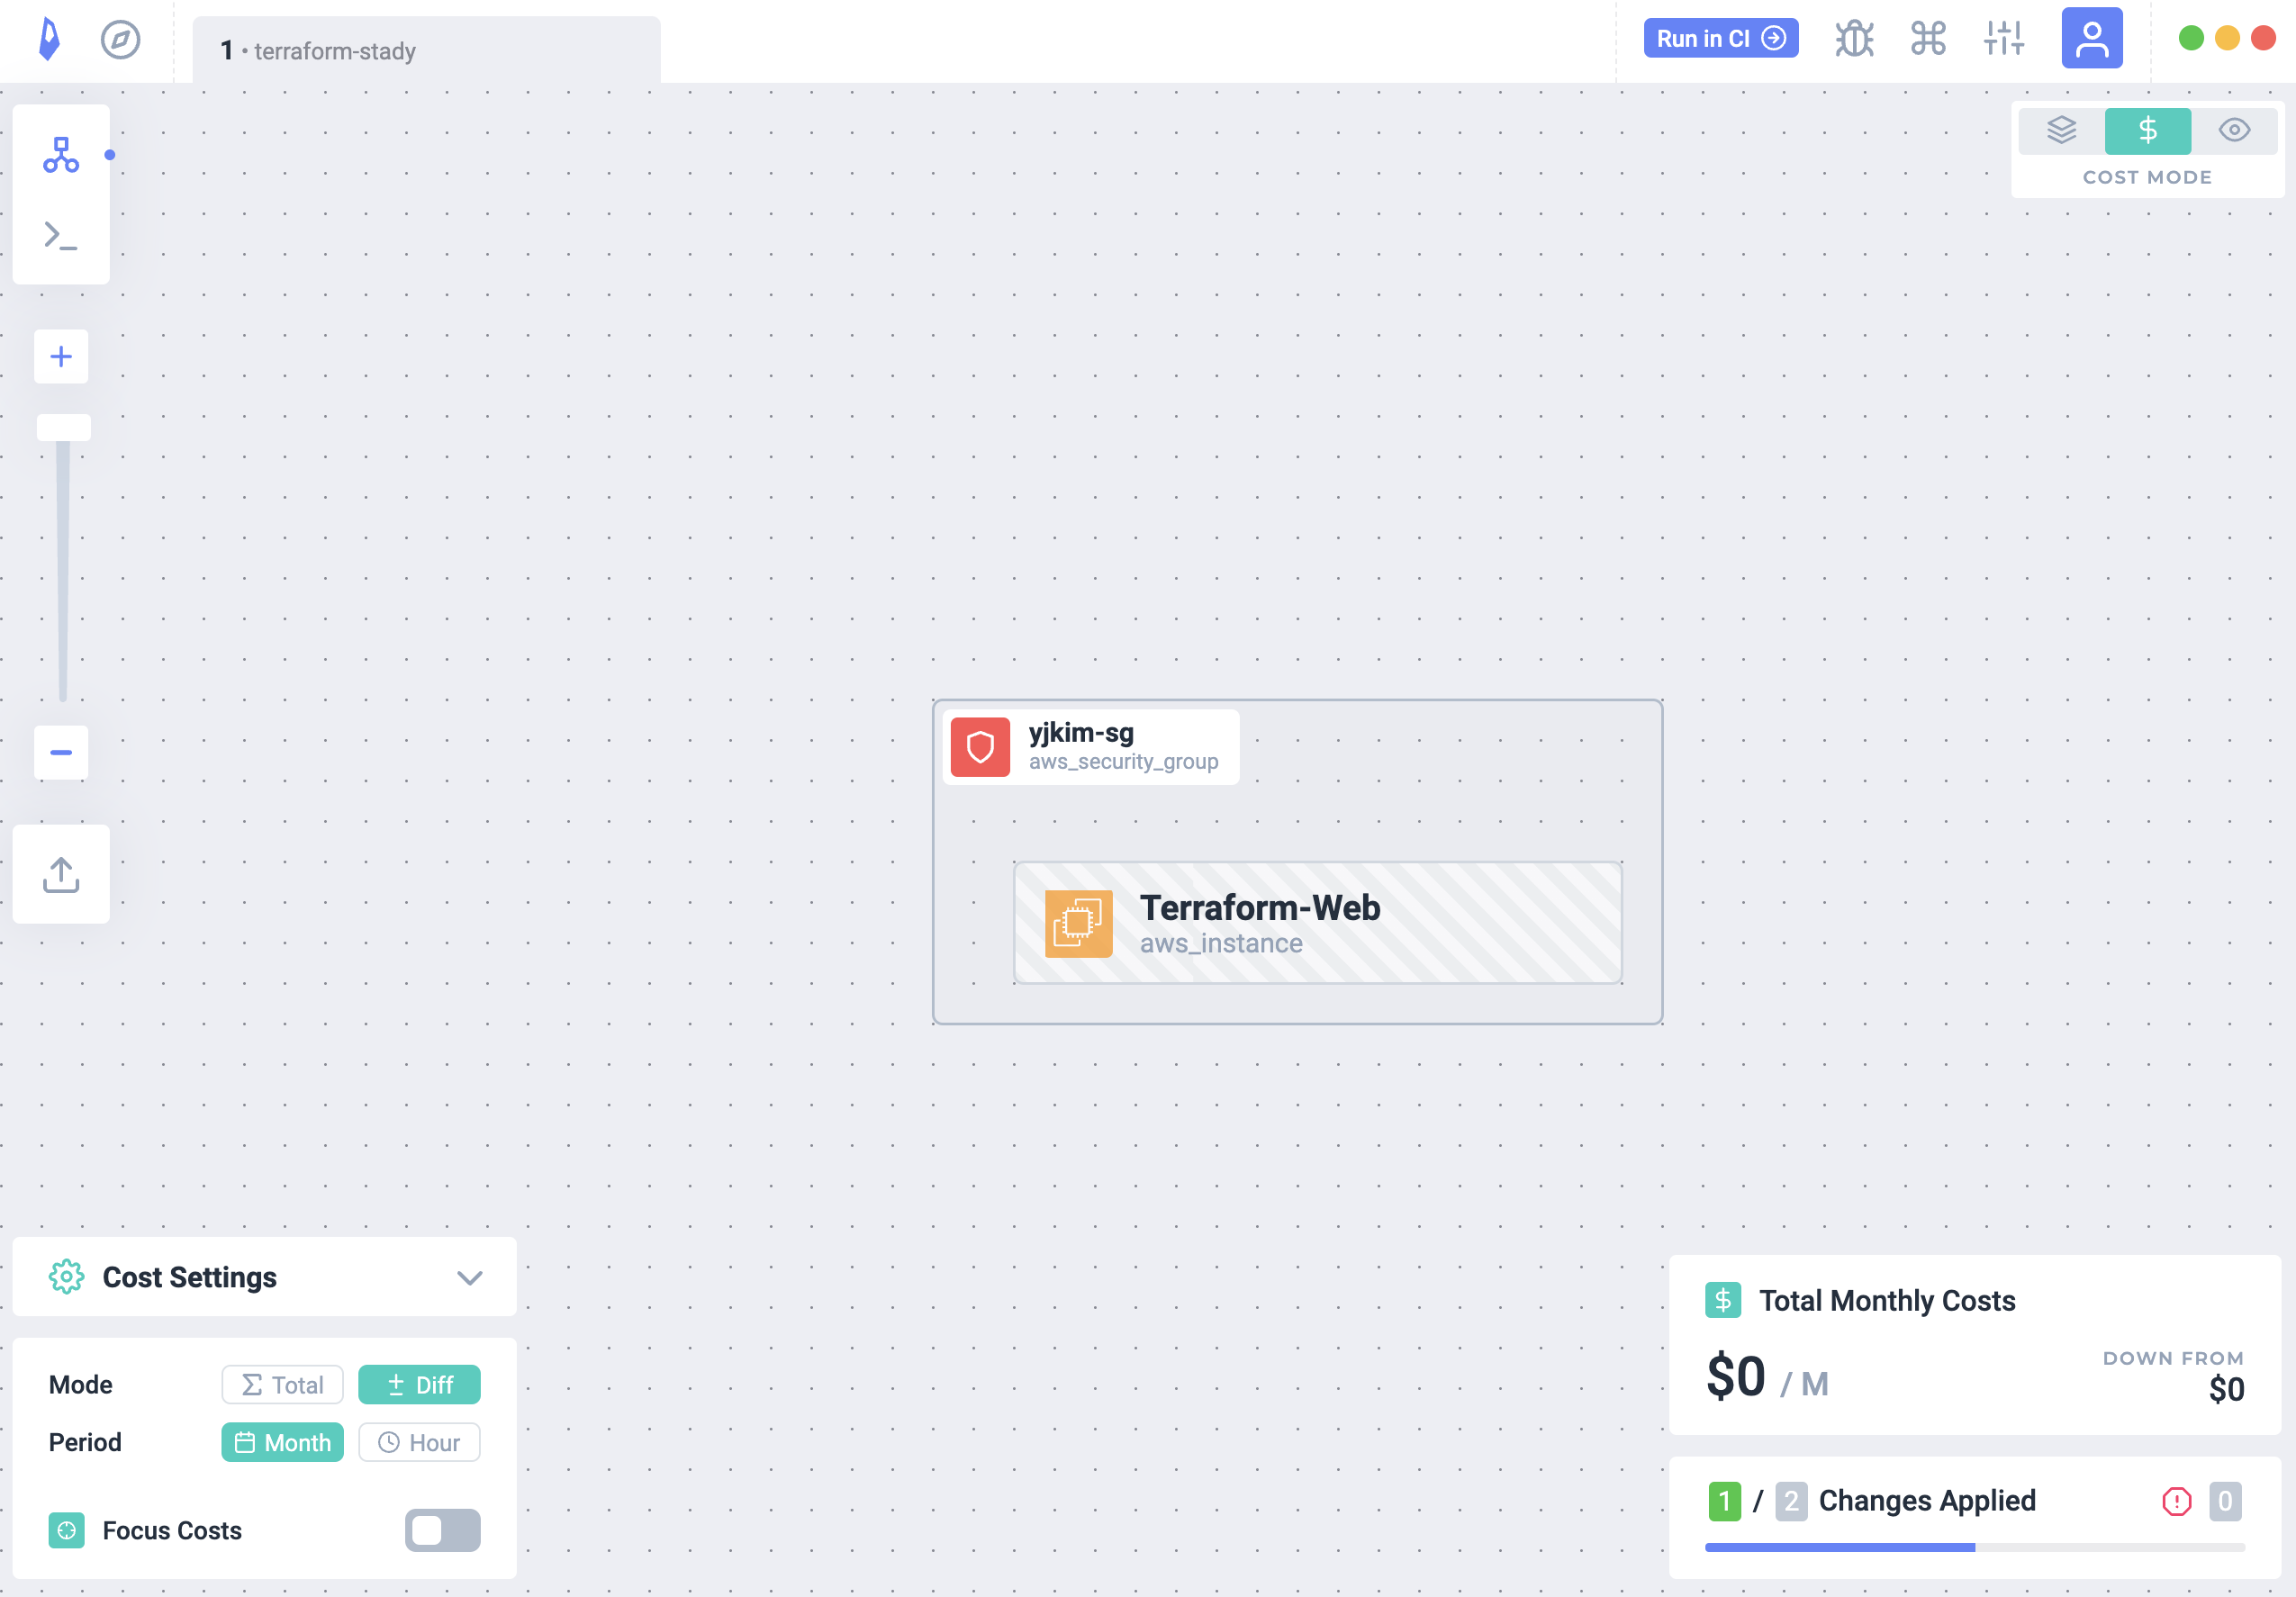 1 • terraform-stady
Run in CI
$
COST MODE
yjkim-sg
aws_security_group
Terraform-Web
aws_instance
Cost Settings
Mode Total Diff
Period Month Hour
Focus Costs
$ Total Monthly Costs
$0 / M
DOWN FROM
$0
1 / 2 Changes Applied 0